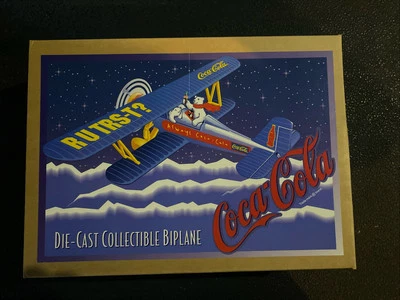 Coca-Cola
R U TRS-T?
Always Coca-Cola
Coca-Cola
Coca-Cola
DIE-CAST COLLECTIBLE BIPLANE